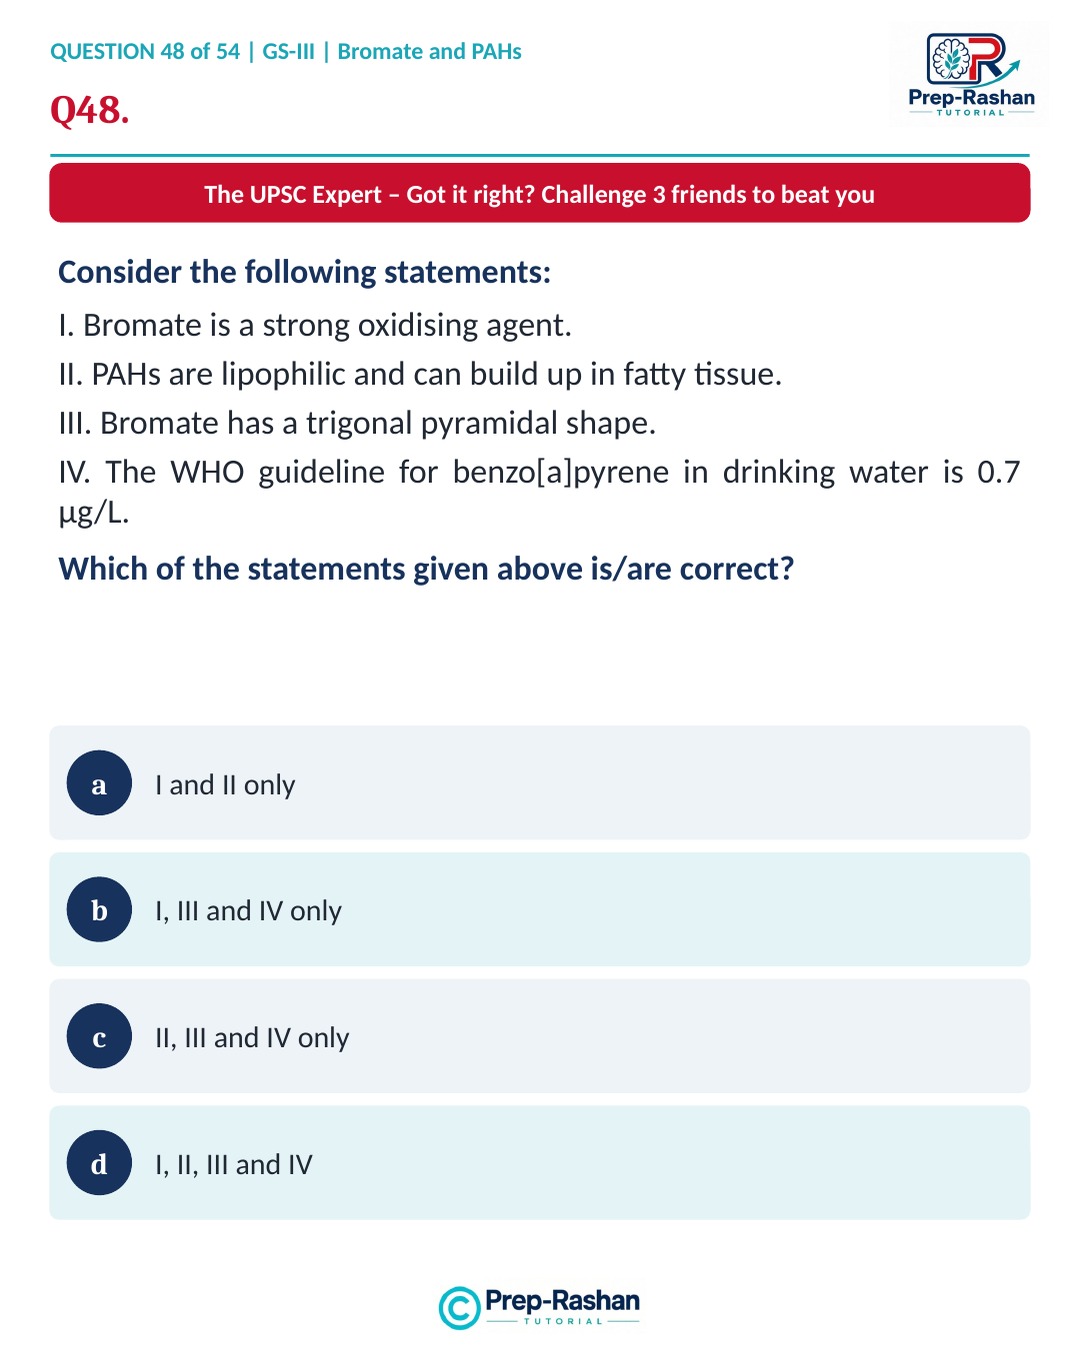 QUESTION 48 of 54 | GS-III | Bromate and PAHs
Prep-Rashan
TUTORIAL
Q48.
The UPSC Expert – Got it right? Challenge 3 friends to beat you
Consider the following statements:
I. Bromate is a strong oxidising agent.
II. PAHs are lipophilic and can build up in fatty tissue.
III. Bromate has a trigonal pyramidal shape.
IV. The WHO guideline for benzo[a]pyrene in drinking water is 0.7
µg/L.
Which of the statements given above is/are correct?
a I and II only
b I, III and IV only
c II, III and IV only
d I, II, III and IV
© Prep-Rashan
TUTORIAL